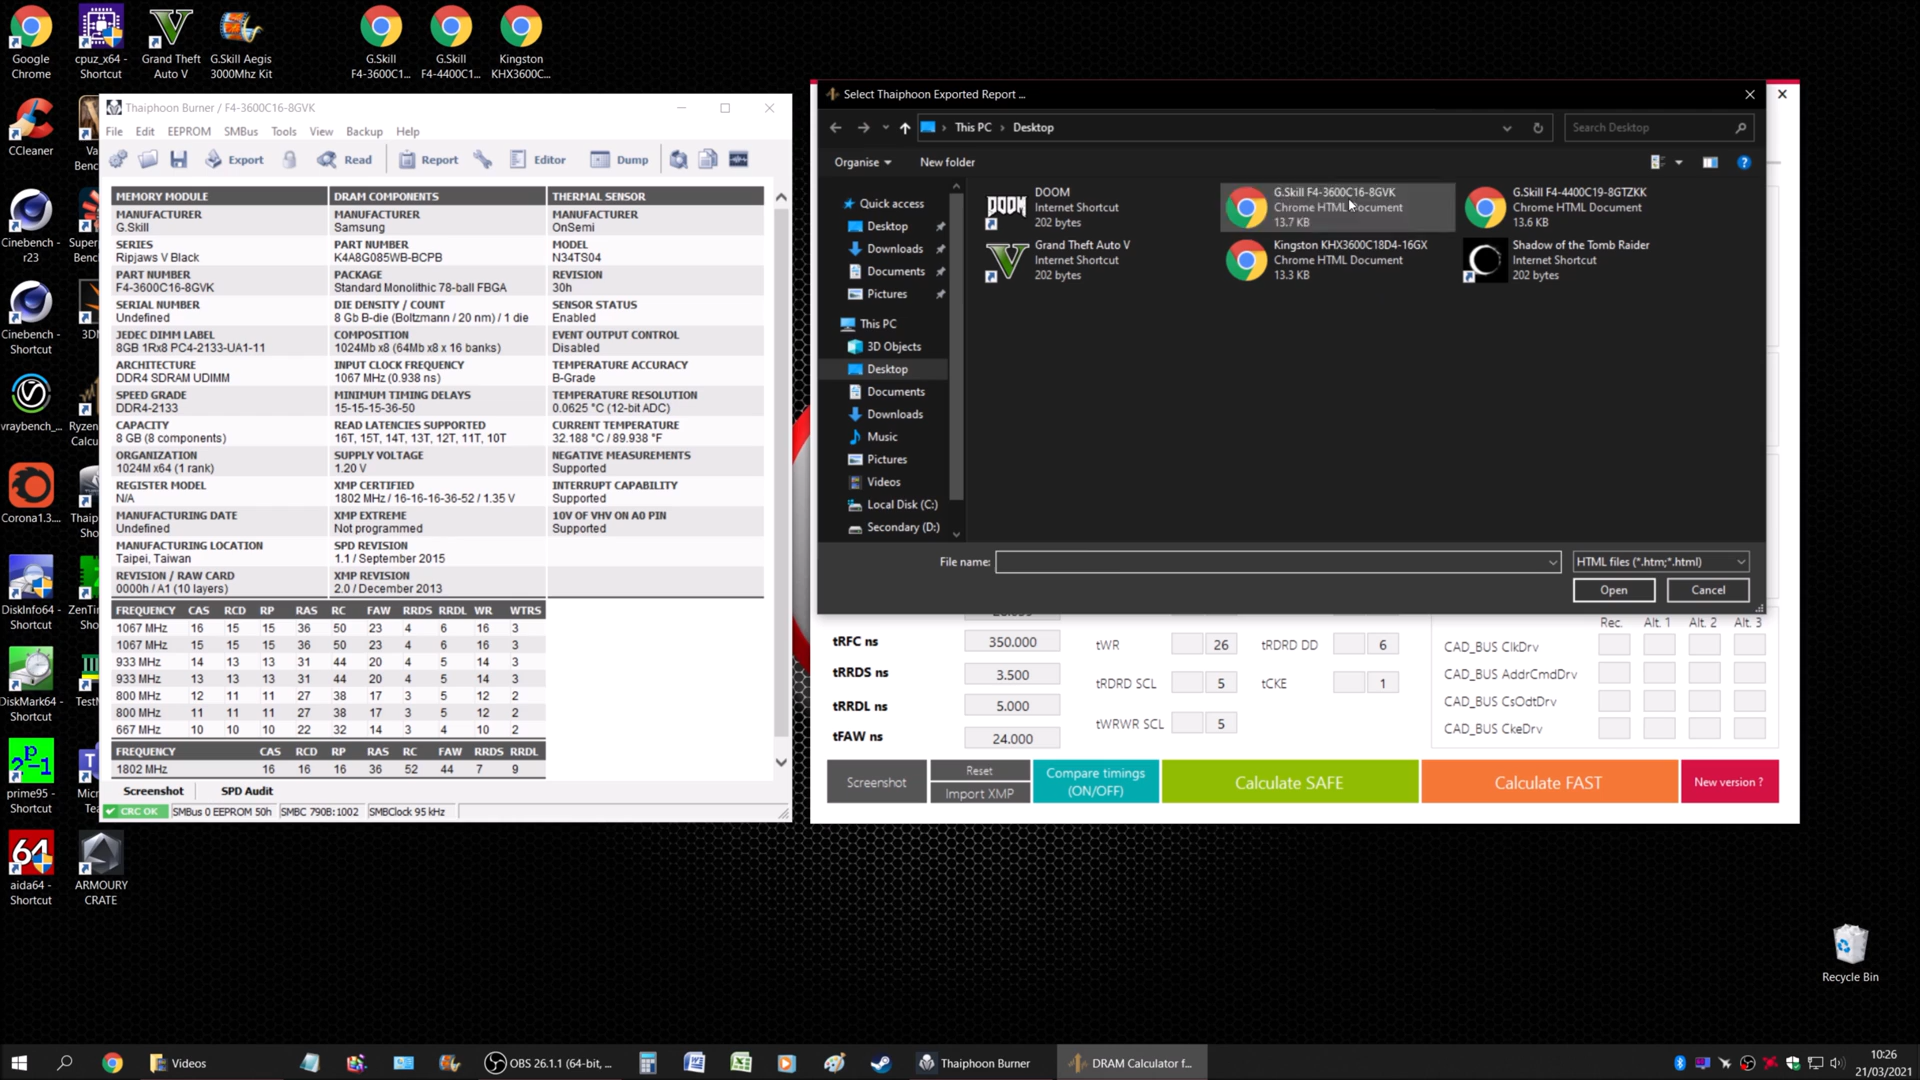 Google
Chrome
cpuz_x64 -
Shortcut
Grand Theft
Auto V
G.Skill Aegis
3000Mhz Kit
G.Skill
F4-3600C1...
G.Skill
F4-4400C1...
Kingston
KHX3600C...
CCleaner
Cinebench -
r23
Cinebench -
Shortcut
vraybench_...
Corona1.3....
DiskInfo64 -
Shortcut
DiskMark64 -
Shortcut
prime95 -
Shortcut
aida64 -
Shortcut
ARMOURY
CRATE
Recycle Bin
Thaiphoon Burner / F4-3600C16-8GVK
File Edit EEPROM SMBus Tools View Backup Help
Export Read Report Editor Dump
MEMORY MODULE
MANUFACTURER
G.Skill
SERIES
Ripjaws V Black
PART NUMBER
F4-3600C16-8GVK
SERIAL NUMBER
Undefined
JEDEC DIMM LABEL
8GB 1Rx8 PC4-2133-UA1-11
ARCHITECTURE
DDR4 SDRAM UDIMM
SPEED GRADE
DDR4-2133
CAPACITY
8 GB (8 components)
ORGANIZATION
1024M x64 (1 rank)
REGISTER MODEL
N/A
MANUFACTURING DATE
Undefined
MANUFACTURING LOCATION
Taipei, Taiwan
REVISION / RAW CARD
0000h / A1 (10 layers)
DRAM COMPONENTS
MANUFACTURER
Samsung
PART NUMBER
K4A8G085WB-BCPB
PACKAGE
Standard Monolithic 78-ball FBGA
DIE DENSITY / COUNT
8 Gb B-die (Boltzmann / 20 nm) / 1 die
COMPOSITION
1024Mb x8 (64Mb x8 x 16 banks)
INPUT CLOCK FREQUENCY
1067 MHz (0.938 ns)
MINIMUM TIMING DELAYS
15-15-15-36-50
READ LATENCIES SUPPORTED
16T, 15T, 14T, 13T, 12T, 11T, 10T
SUPPLY VOLTAGE
1.20 V
XMP CERTIFIED
1802 MHz / 16-16-16-36-52 / 1.35 V
XMP EXTREME
Not programmed
SPD REVISION
1.1 / September 2015
XMP REVISION
2.0 / December 2013
THERMAL SENSOR
MANUFACTURER
OnSemi
MODEL
N34TS04
REVISION
30h
SENSOR STATUS
Enabled
EVENT OUTPUT CONTROL
Disabled
TEMPERATURE ACCURACY
B-Grade
TEMPERATURE RESOLUTION
0.0625 °C (12-bit ADC)
CURRENT TEMPERATURE
32.188 °C / 89.938 °F
NEGATIVE MEASUREMENTS
Supported
INTERRUPT CAPABILITY
Supported
10V OF VHV ON A0 PIN
Supported
FREQUENCY CAS RCD RP RAS RC FAW RRDS RRDL WR WTRS
1067 MHz 16 15 15 36 50 23 4 6 16 3
1067 MHz 15 15 15 36 50 23 4 6 16 3
933 MHz 14 13 13 31 44 20 4 5 14 3
933 MHz 13 13 13 31 44 20 4 5 14 3
800 MHz 12 11 11 27 38 17 3 5 12 2
800 MHz 11 11 11 27 38 17 3 5 12 2
667 MHz 10 10 10 22 32 14 3 4 10 2
FREQUENCY CAS RCD RP RAS RC FAW RRDS RRDL
1802 MHz 16 16 16 36 52 44 7 9
Screenshot SPD Audit
CRC OK SMBus 0 EEPROM 50h SMBC 790B:1002 SMBClock 95 kHz
Select Thaiphoon Exported Report ...
This PC › Desktop
Search Desktop
Organise New folder
Quick access
Desktop
Downloads
Documents
Pictures
This PC
3D Objects
Desktop
Documents
Downloads
Music
Pictures
Videos
Local Disk (C:)
Secondary (D:)
DOOM
Internet Shortcut
202 bytes
G.Skill F4-3600C16-8GVK
Chrome HTML Document
13.7 KB
G.Skill F4-4400C19-8GTZKK
Chrome HTML Document
13.6 KB
Grand Theft Auto V
Internet Shortcut
202 bytes
Kingston KHX3600C18D4-16GX
Chrome HTML Document
13.3 KB
Shadow of the Tomb Raider
Internet Shortcut
202 bytes
File name:
HTML files (*.htm;*.html)
Open Cancel
tRFC ns 350.000
tRRDS ns 3.500
tRRDL ns 5.000
tFAW ns 24.000
tWR 26
tRDRD SCL 5
tWRWR SCL 5
tRDRD DD 6
tCKE 1
Rec. Alt. 1 Alt. 2 Alt. 3
CAD_BUS ClkDrv
CAD_BUS AddrCmdDrv
CAD_BUS CsOdtDrv
CAD_BUS CkeDrv
Screenshot
Reset
Import XMP
Compare timings
(ON/OFF)
Calculate SAFE
Calculate FAST
New version ?
Videos
OBS 26.1.1 (64-bit, ...
Thaiphoon Burner
DRAM Calculator f...
10:26
21/03/2021